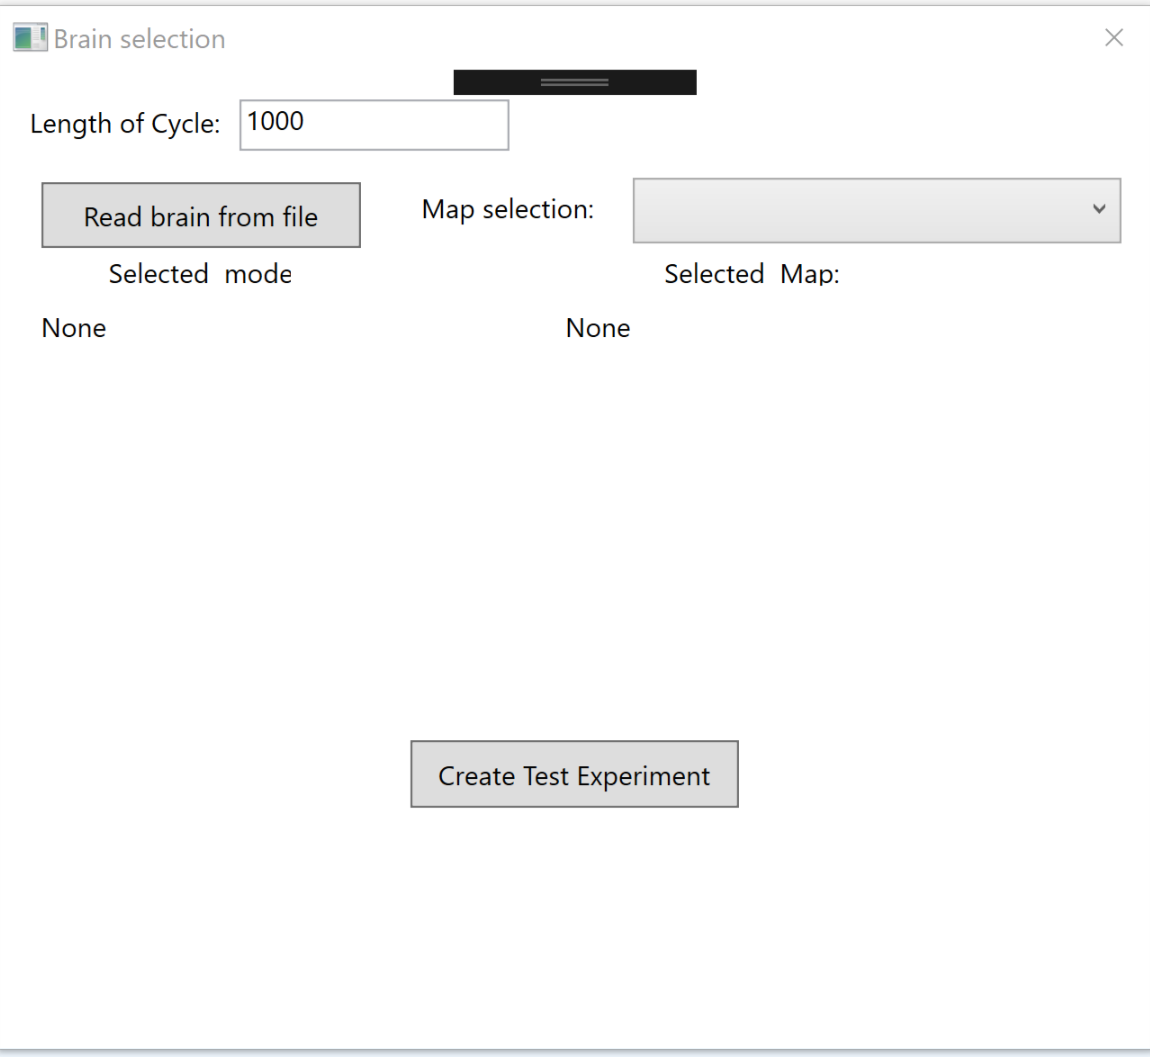 Brain selection
Length of Cycle: 1000
Read brain from file
Map selection:
Selected mode
Selected Map:
None
None
Create Test Experiment